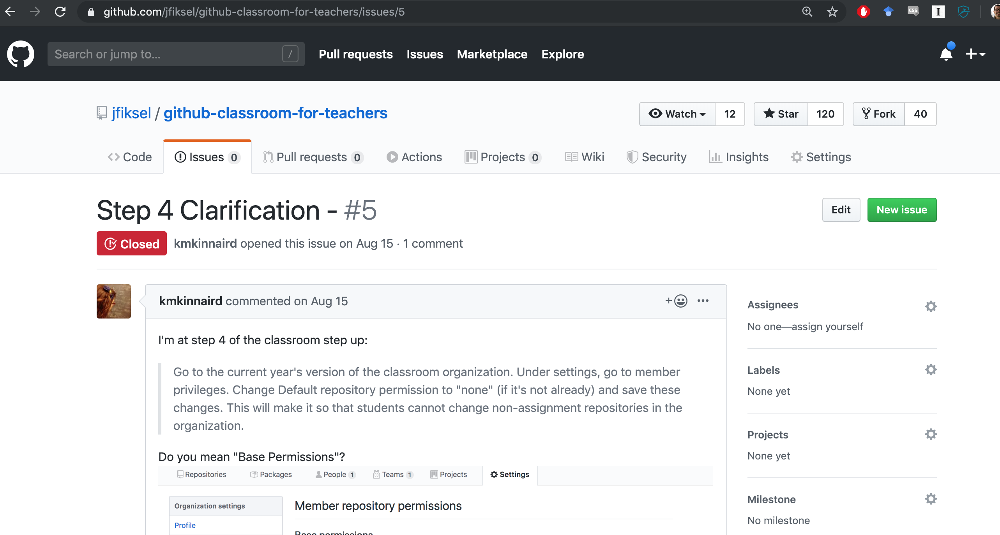 github.com/jfiksel/github-classroom-for-teachers/issues/5
CSS
I
Search or jump to...
/
Pull requests Issues Marketplace Explore
jfiksel / github-classroom-for-teachers
Watch 12
Star 120
Fork 40
Code
Issues 0
Pull requests 0
Actions
Projects 0
Wiki
Security
Insights
Settings
Step 4 Clarification - #5
Edit
New issue
Closed
kmkinnaird opened this issue on Aug 15 · 1 comment
kmkinnaird commented on Aug 15
I'm at step 4 of the classroom step up:
Go to the current year's version of the classroom organization. Under settings, go to member
privileges. Change Default repository permission to "none" (if it's not already) and save these
changes. This will make it so that students cannot change non-assignment repositories in the
organization.
Do you mean "Base Permissions"?
Repositories
Packages
People 1
Teams 1
Projects
Settings
Organization settings
Profile
Member repository permissions
Base permissions
Assignees
No one—assign yourself
Labels
None yet
Projects
None yet
Milestone
No milestone